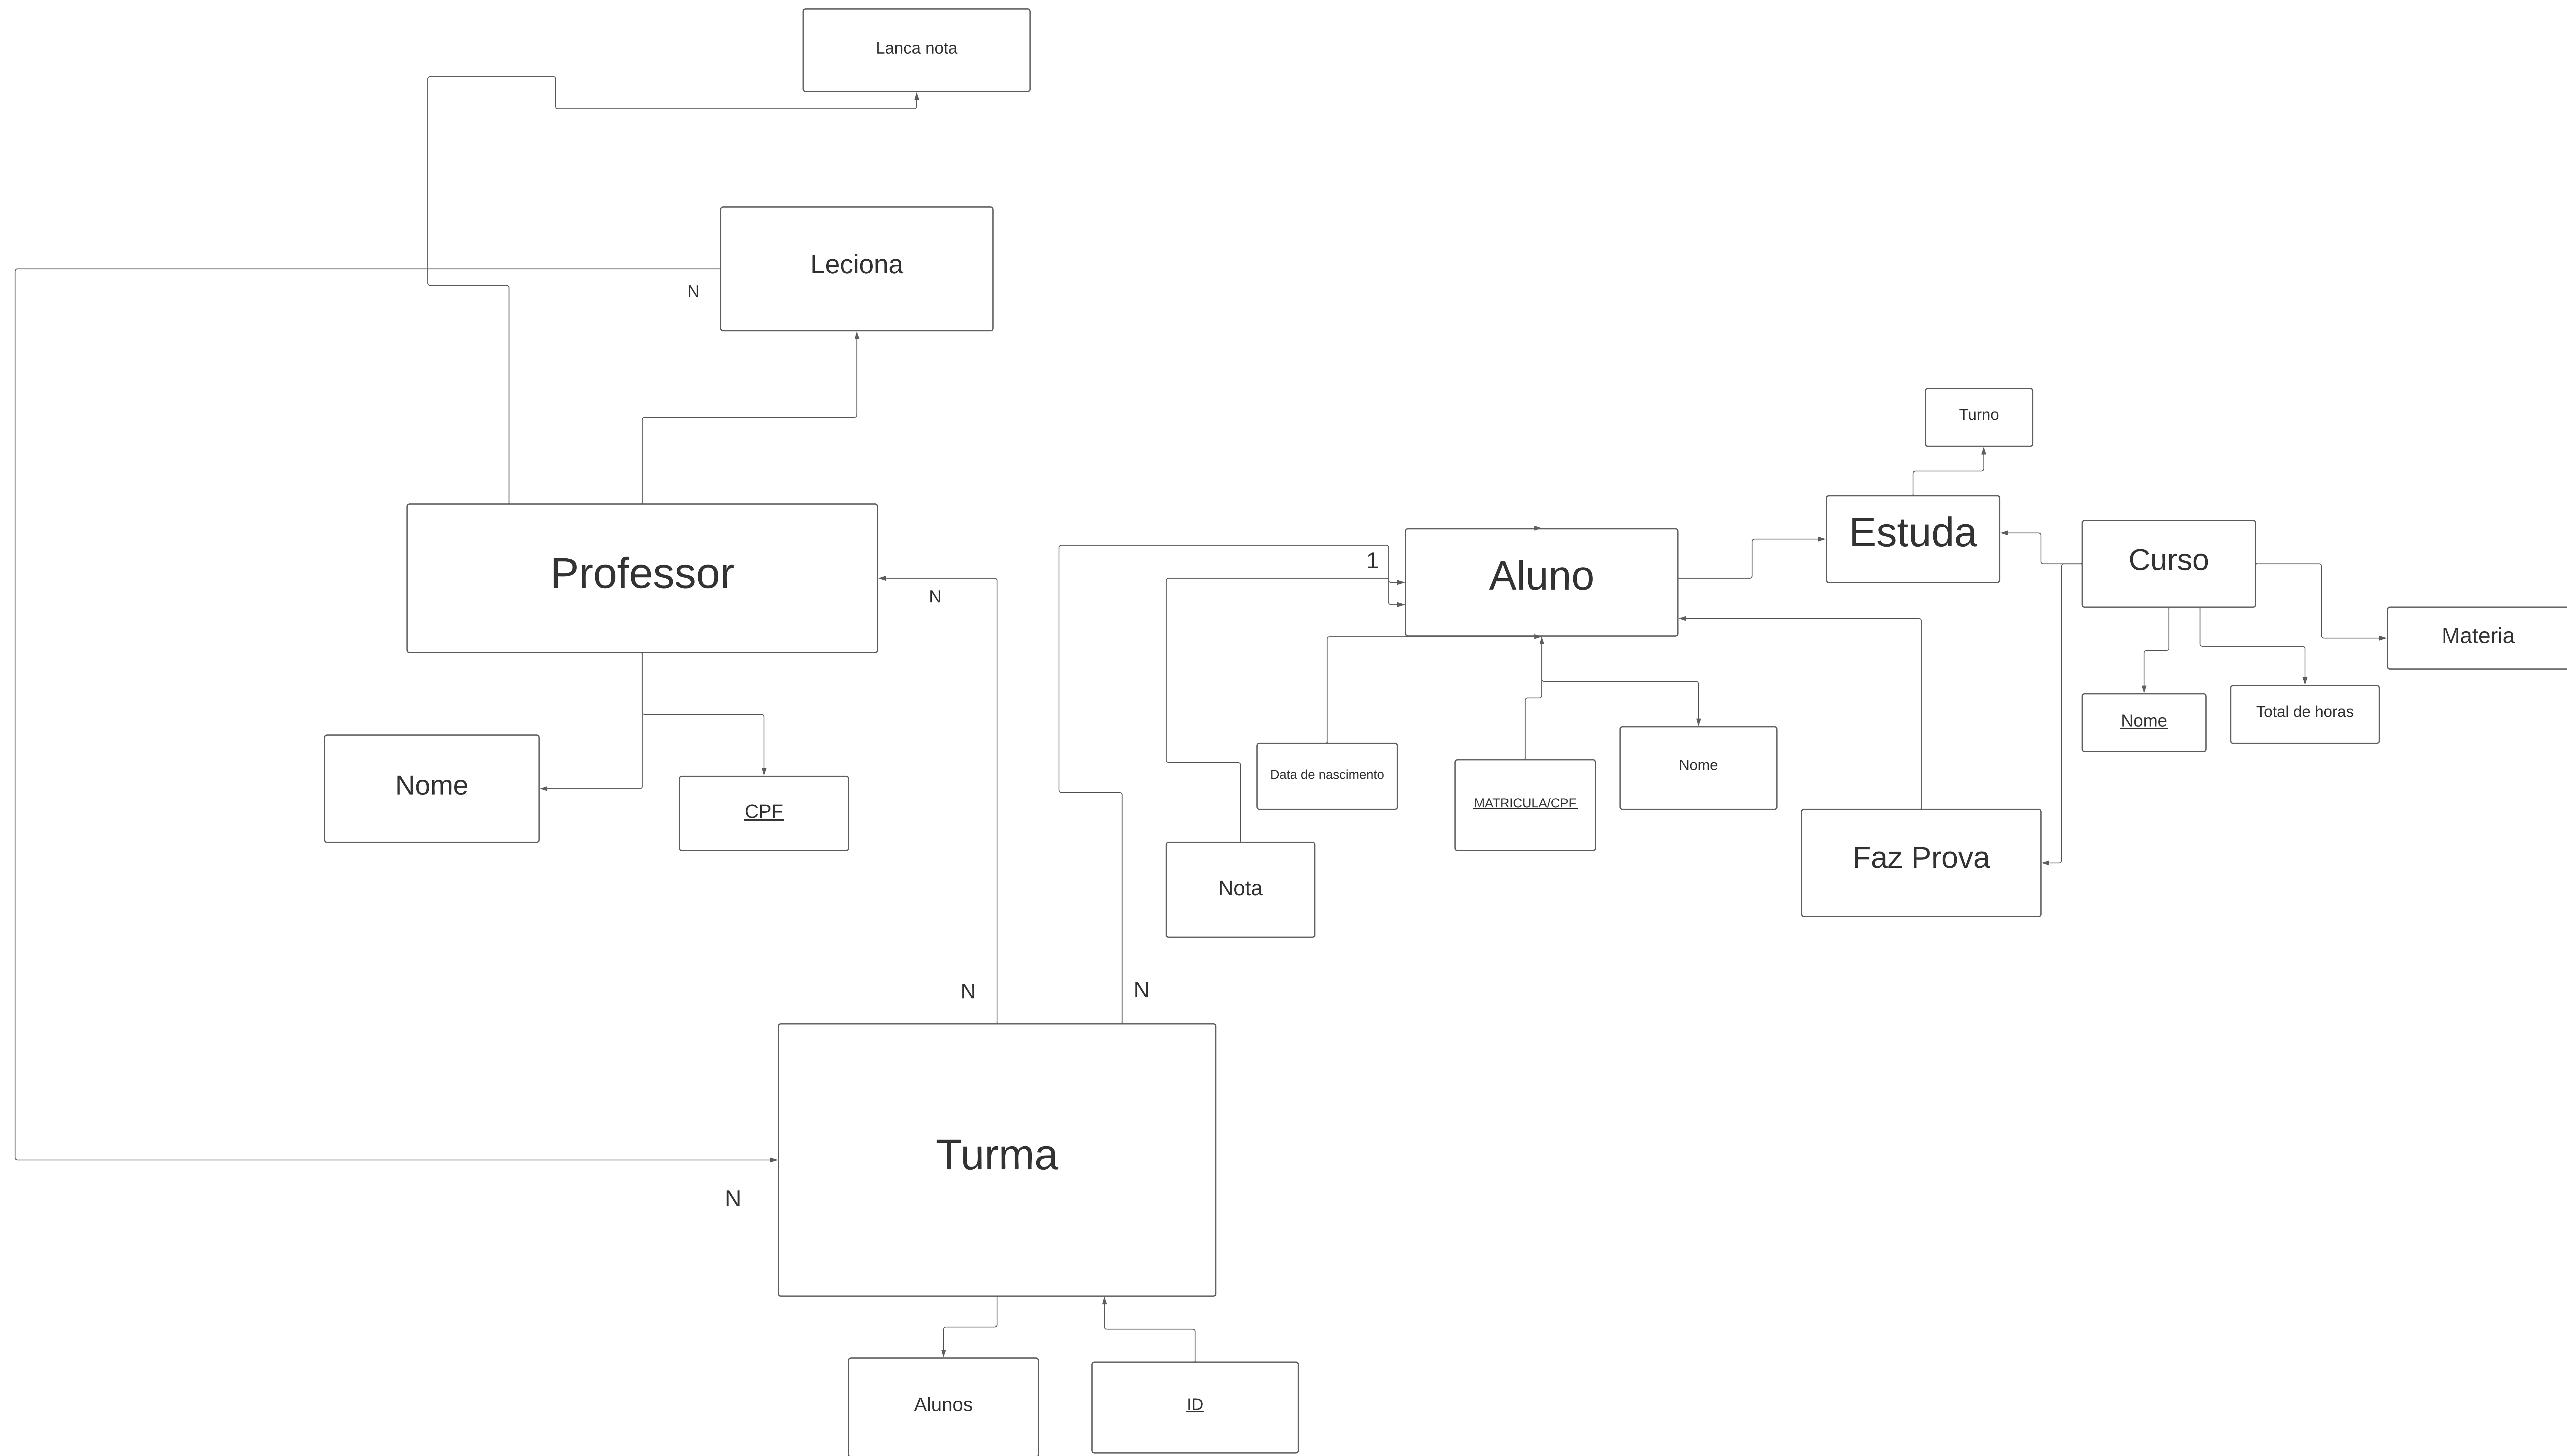 Lanca nota
Leciona
N
Turno
Estuda
Curso
1
Aluno
Professor
N
Materia
Nome
Total de horas
Nome
CPF
Data de nascimento
MATRICULA/CPF
Nome
Faz Prova
Nota
N
N
Turma
N
Alunos
ID